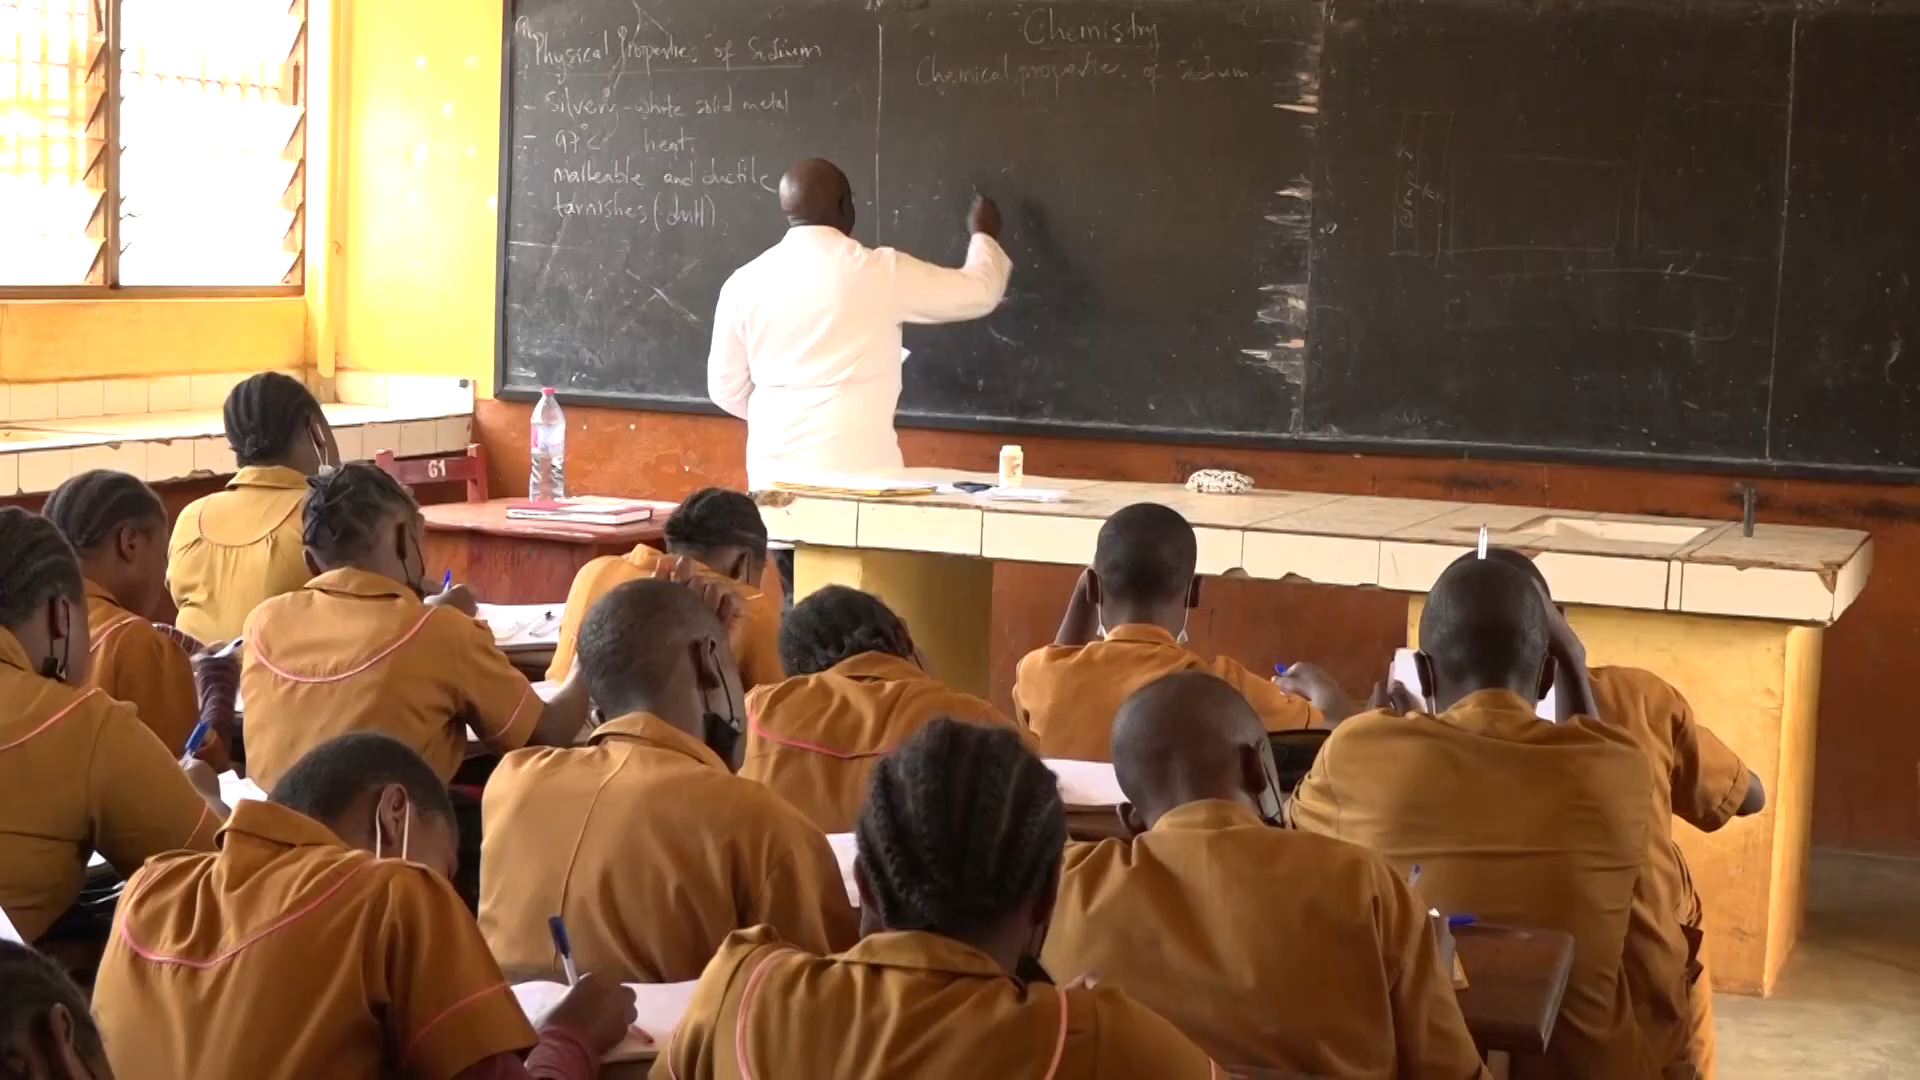 Physical Properties of Sodium
- Silvery-white solid metal
- 97°C heat.
malleable and ductile
tarnishes (dull)
Chemistry
Chemical properties of sodium
61